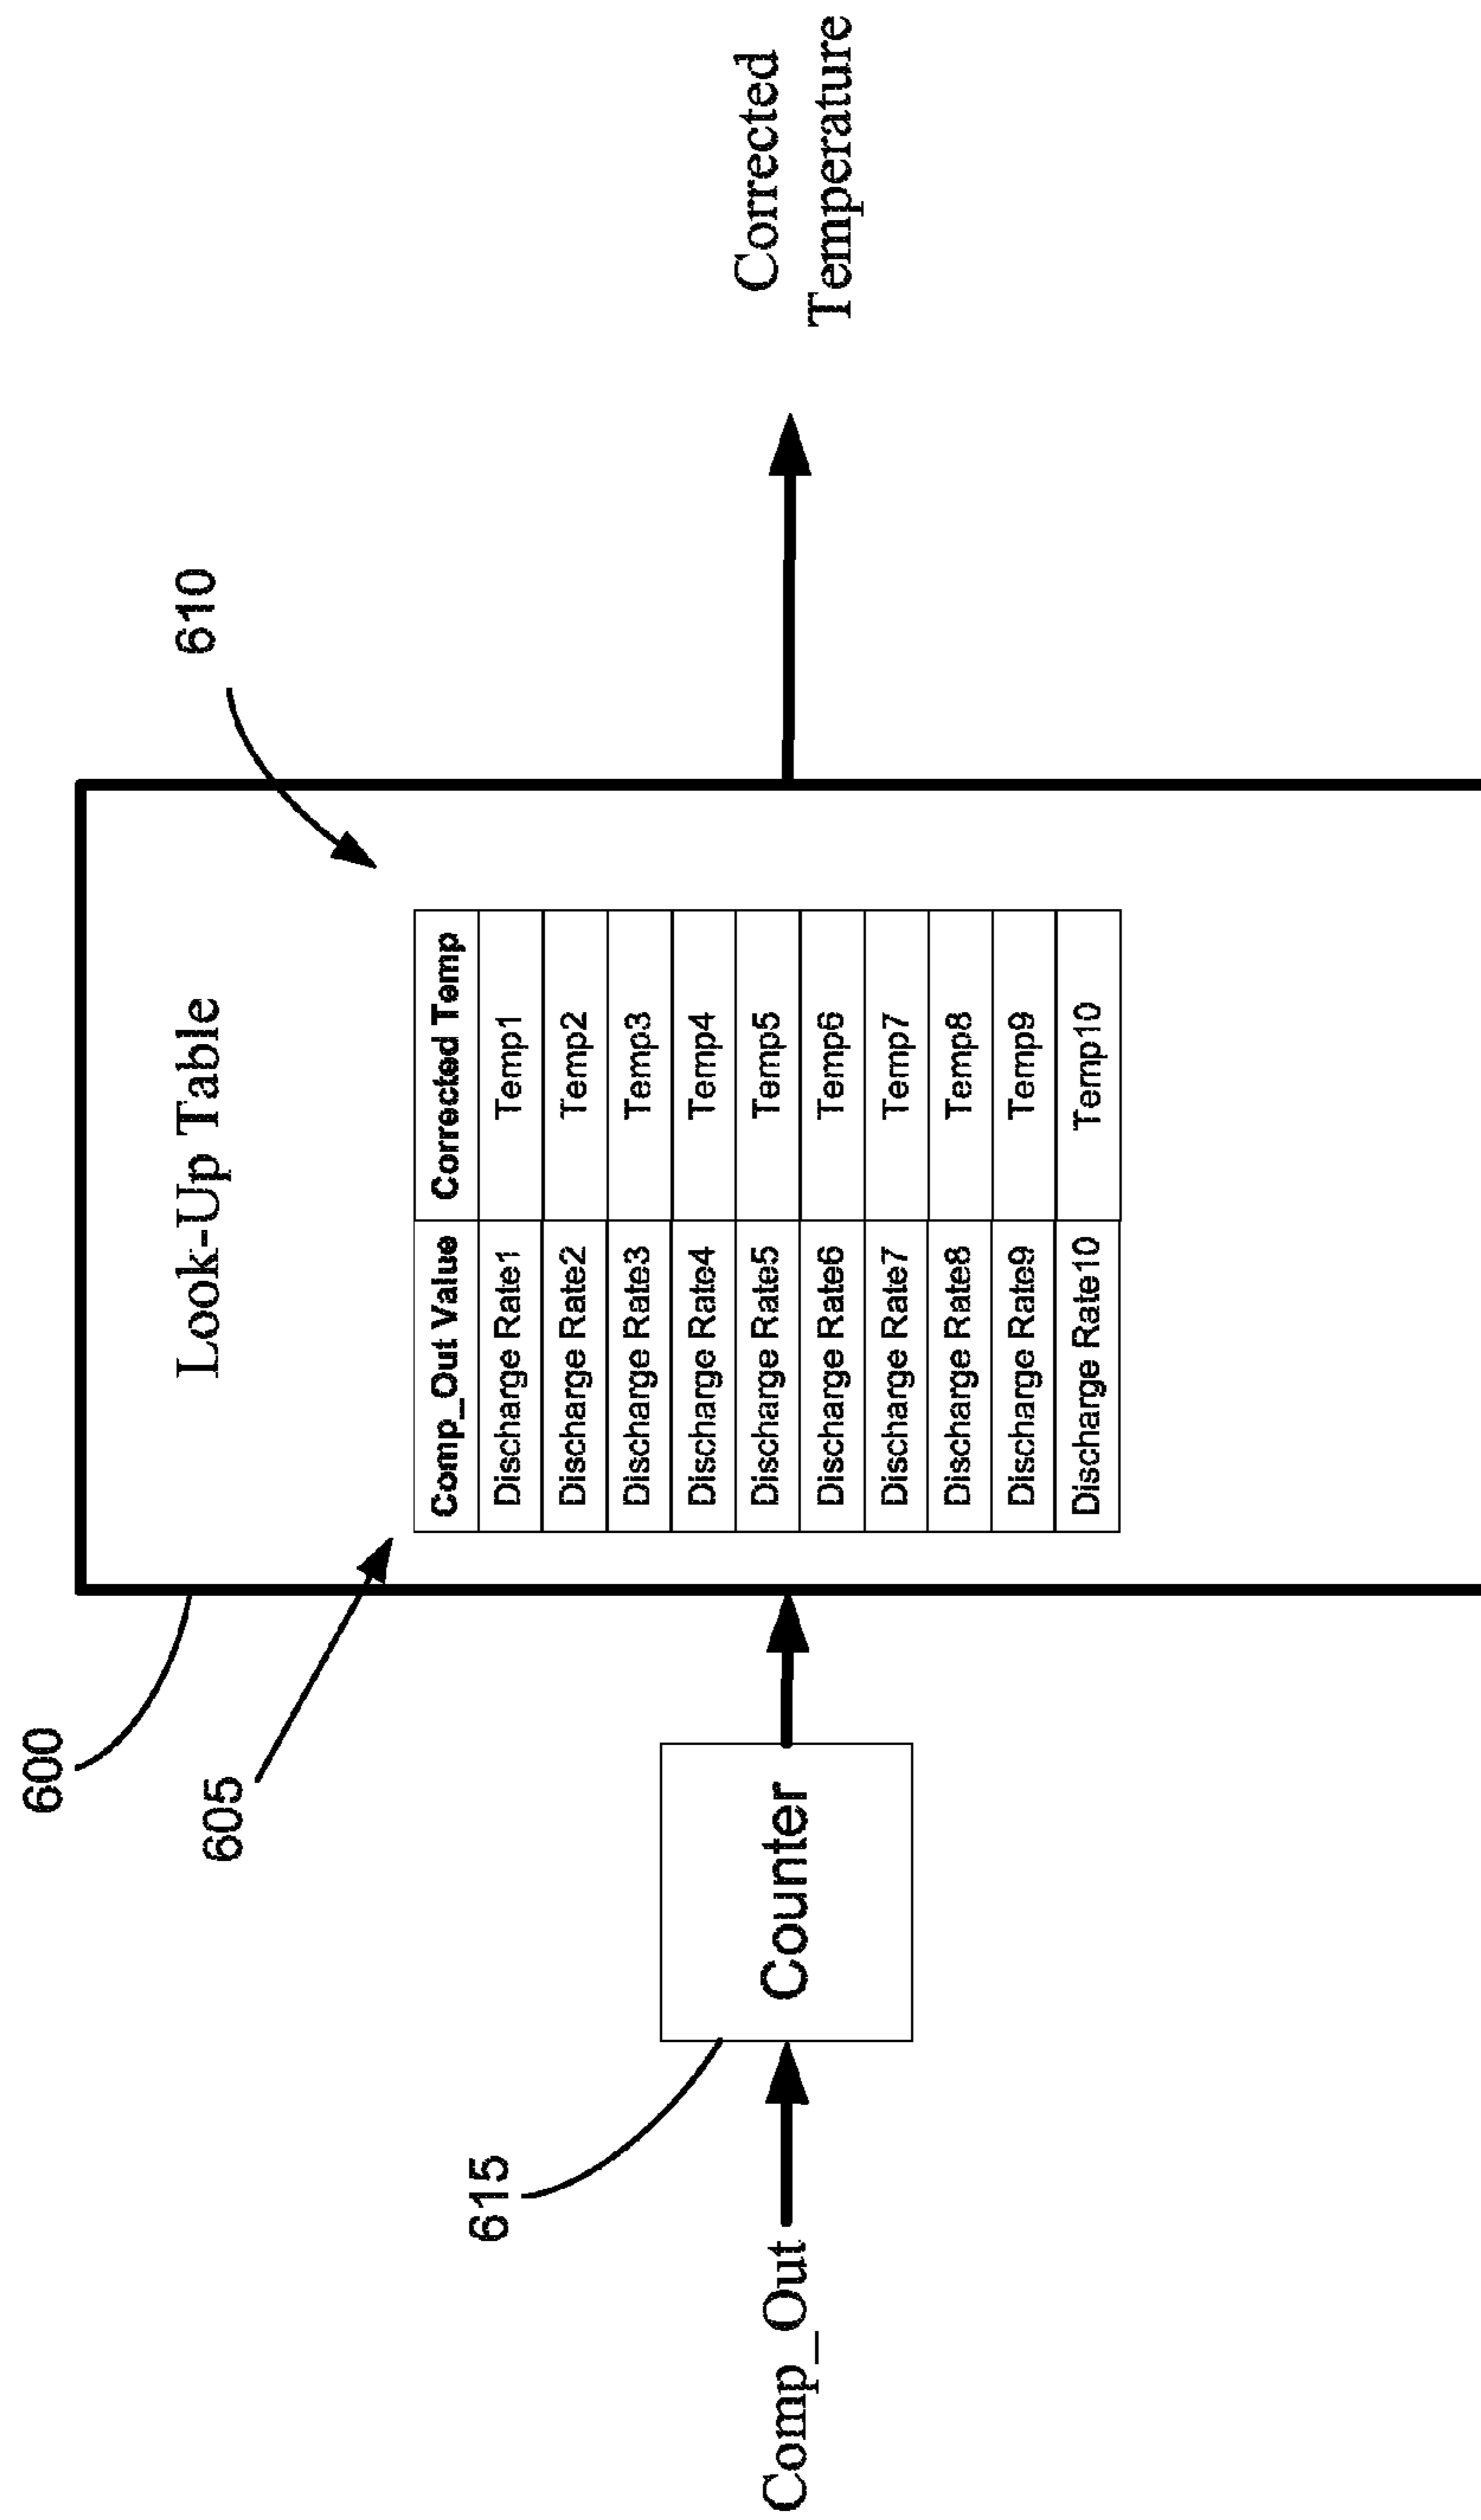 600
605
610
615
Look-Up Table
Comp_Out Value Corrected Temp
Discharge Rate1 Temp1
Discharge Rate2 Temp2
Discharge Rate3 Temp3
Discharge Rate4 Temp4
Discharge Rate5 Temp5
Discharge Rate6 Temp6
Discharge Rate7 Temp7
Discharge Rate8 Temp8
Discharge Rate9 Temp9
Discharge Rate10 Temp10
Comp_Out
Counter
Corrected
Temperature